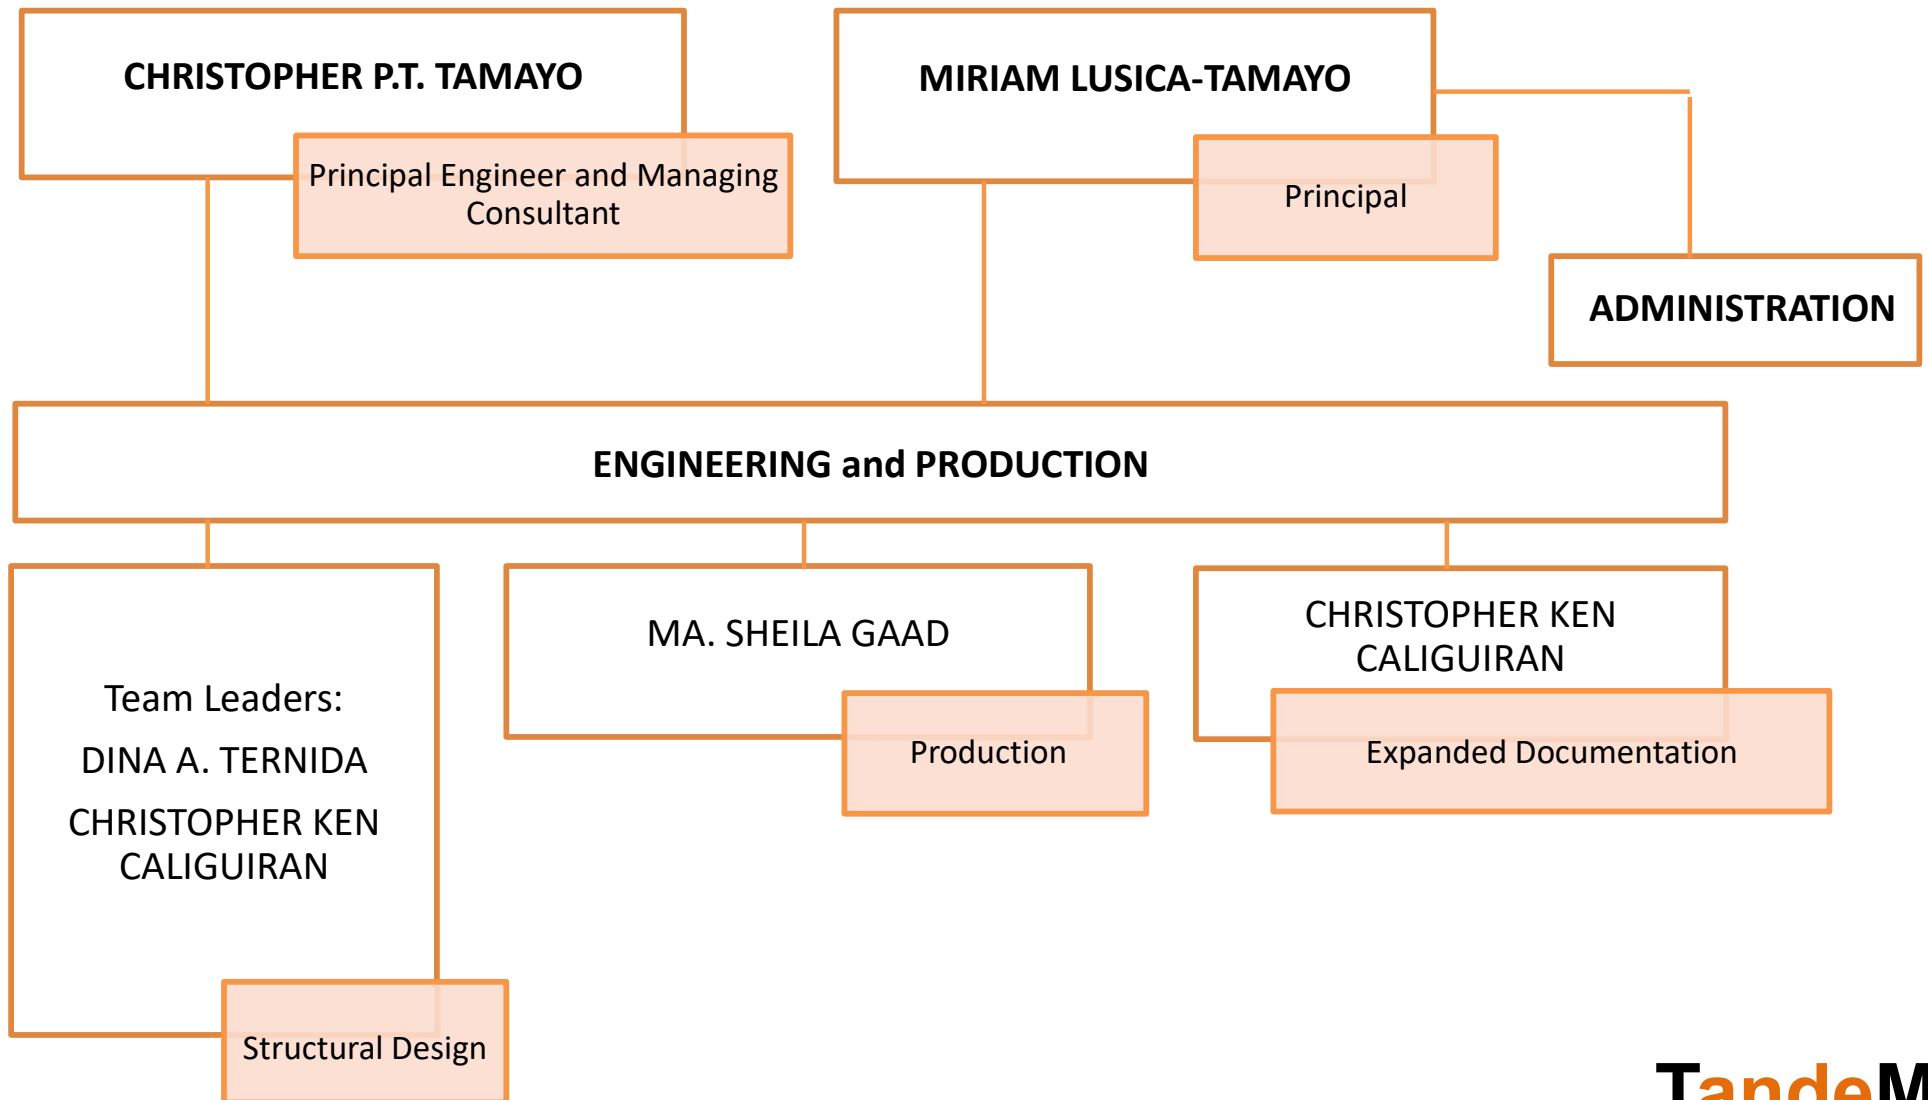 CHRISTOPHER P.T. TAMAYO
Principal Engineer and Managing
Consultant
MIRIAM LUSICA-TAMAYO
Principal
ADMINISTRATION
ENGINEERING and PRODUCTION
Team Leaders:
DINA A. TERNIDA
CHRISTOPHER KEN
CALIGUIRAN
Structural Design
MA. SHEILA GAAD
Production
CHRISTOPHER KEN
CALIGUIRAN
Expanded Documentation
TandeM